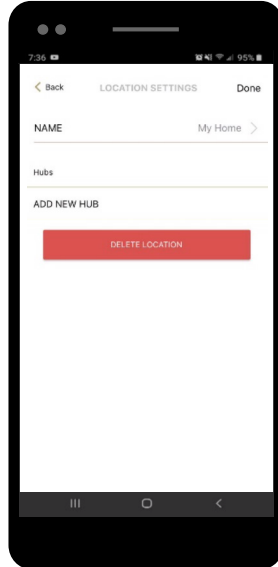 7:36 95%
Back LOCATION SETTINGS Done
NAME My Home
Hubs
ADD NEW HUB
DELETE LOCATION